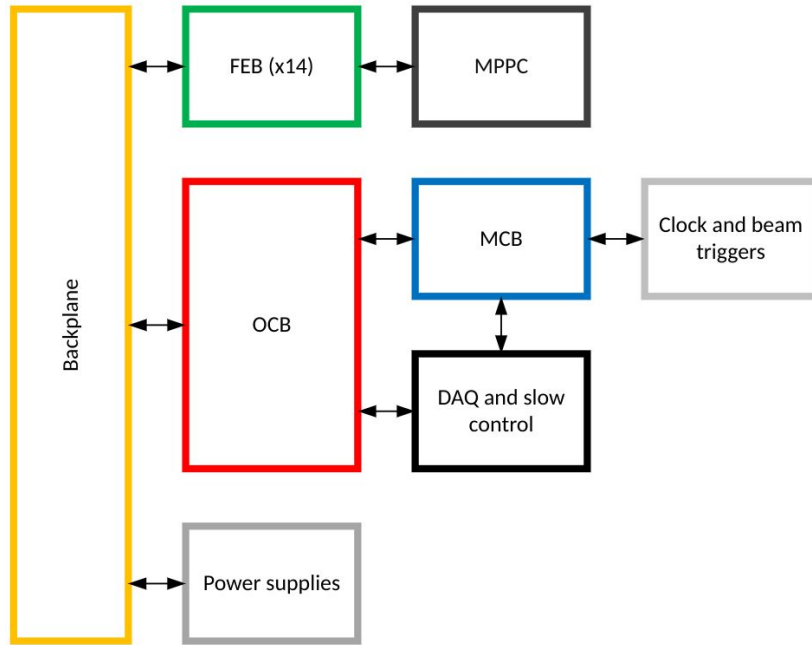 FEB (x14)
MPPC
Backplane
OCB
MCB
Clock and beam
triggers
DAQ and slow
control
Power supplies